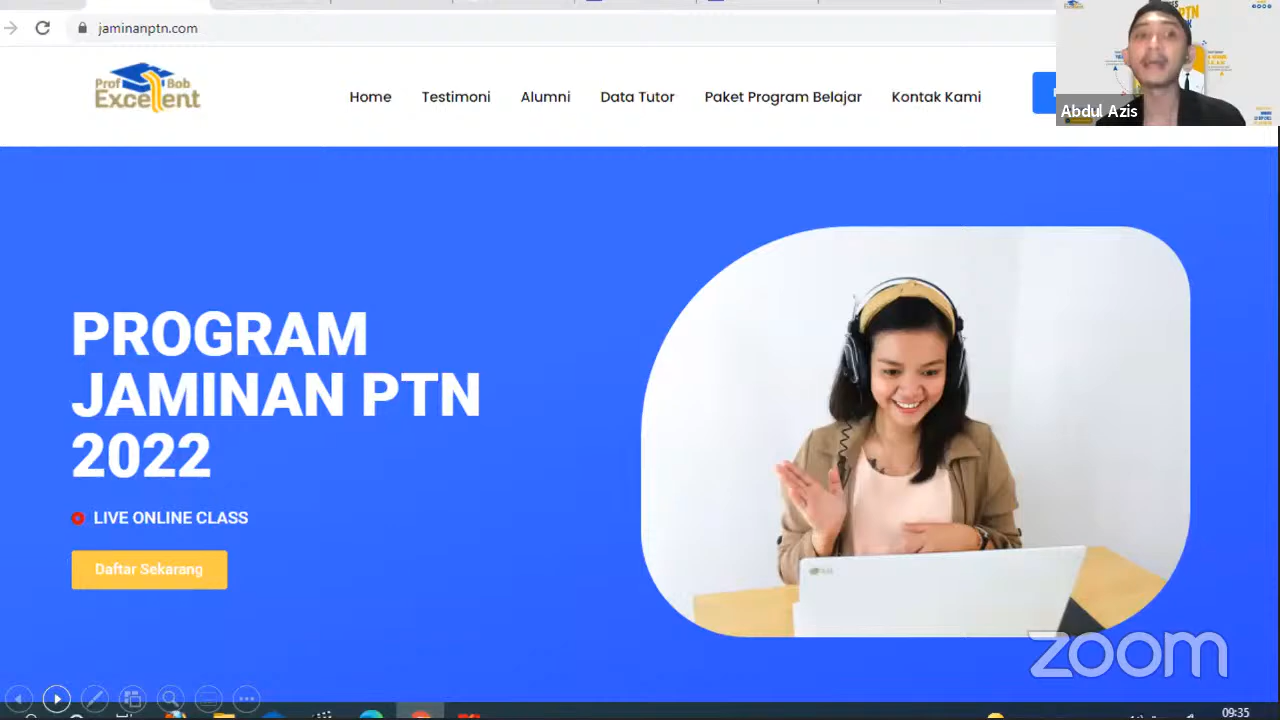 jaminanptn.com
Prof Bob
Excellent
Home
Testimoni
Alumni
Data Tutor
Paket Program Belajar
Kontak Kami
PTN
Abdul Azis
PROGRAM
JAMINAN PTN
2022
LIVE ONLINE CLASS
Daftar Sekarang
zoom
09:35